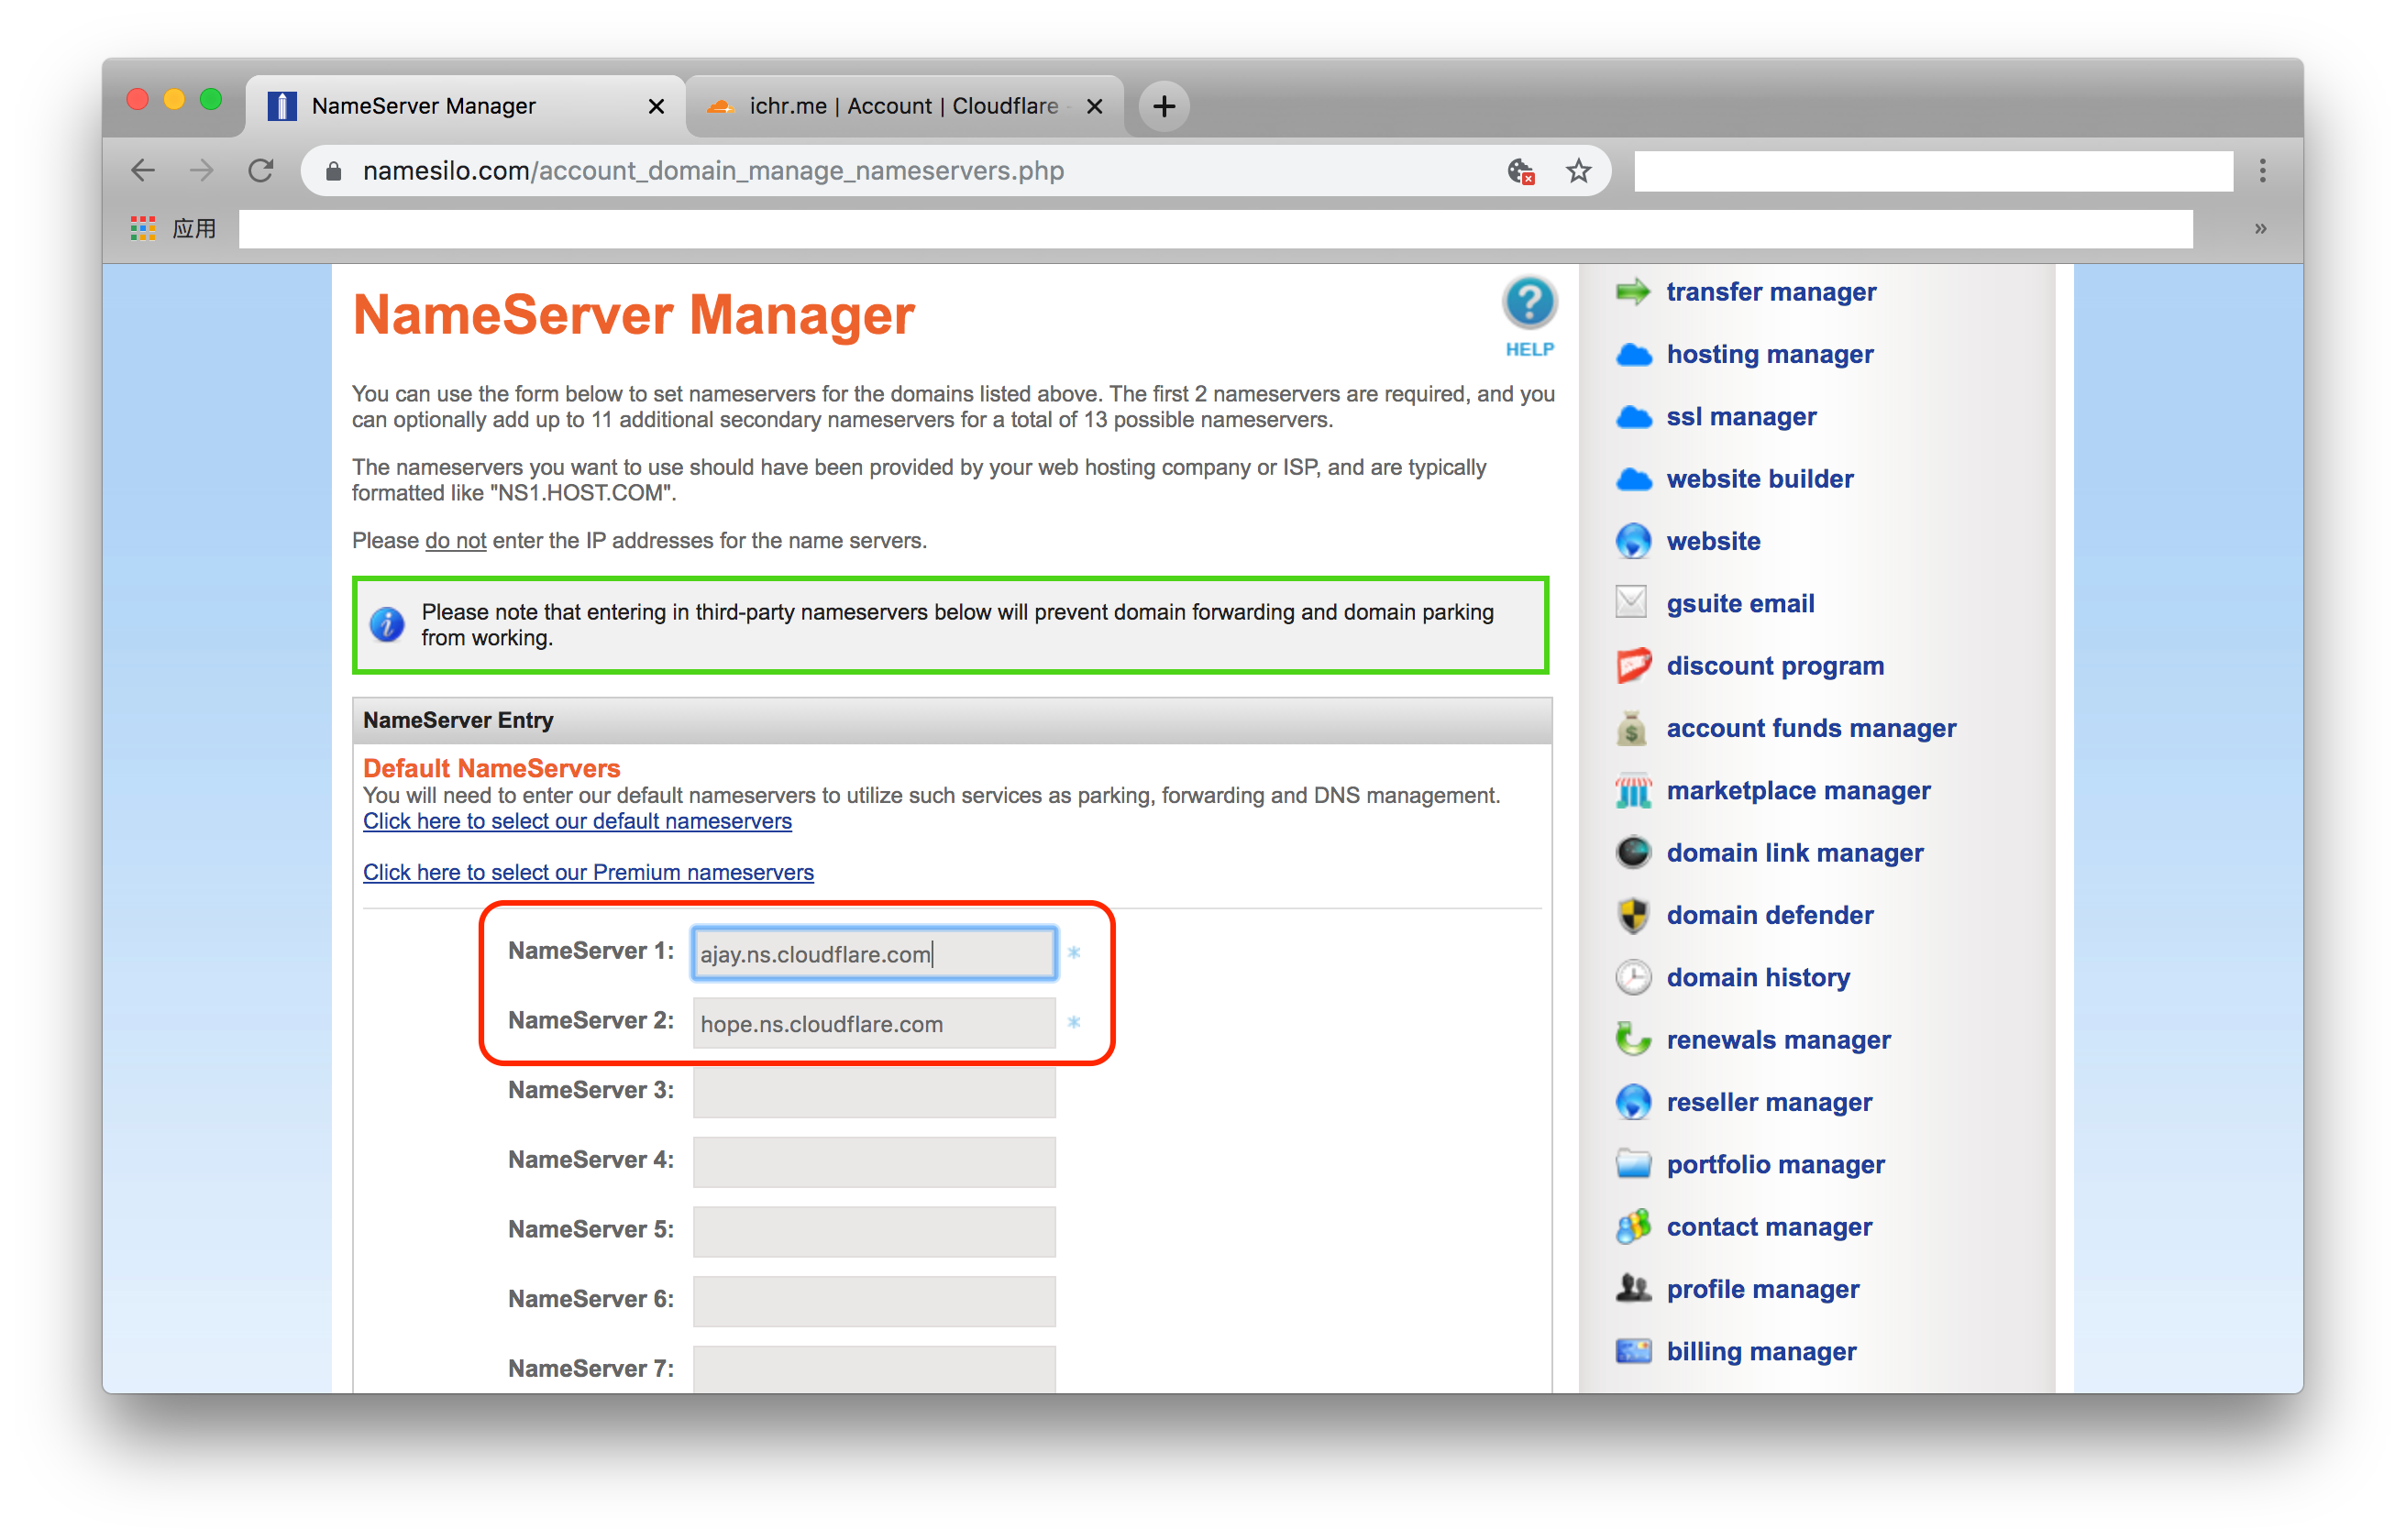 NameServer Manager
ichr.me | Account | Cloudflare -
namesilo.com/account_domain_manage_nameservers.php
应用
NameServer Manager
HELP
You can use the form below to set nameservers for the domains listed above. The first 2 nameservers are required, and you
can optionally add up to 11 additional secondary nameservers for a total of 13 possible nameservers.
The nameservers you want to use should have been provided by your web hosting company or ISP, and are typically
formatted like "NS1.HOST.COM".
Please do not enter the IP addresses for the name servers.
Please note that entering in third-party nameservers below will prevent domain forwarding and domain parking
from working.
NameServer Entry
Default NameServers
You will need to enter our default nameservers to utilize such services as parking, forwarding and DNS management.
Click here to select our default nameservers
Click here to select our Premium nameservers
NameServer 1: ajay.ns.cloudflare.com *
NameServer 2: hope.ns.cloudflare.com *
NameServer 3:
NameServer 4:
NameServer 5:
NameServer 6:
NameServer 7:
transfer manager
hosting manager
ssl manager
website builder
website
gsuite email
discount program
account funds manager
marketplace manager
domain link manager
domain defender
domain history
renewals manager
reseller manager
portfolio manager
contact manager
profile manager
billing manager